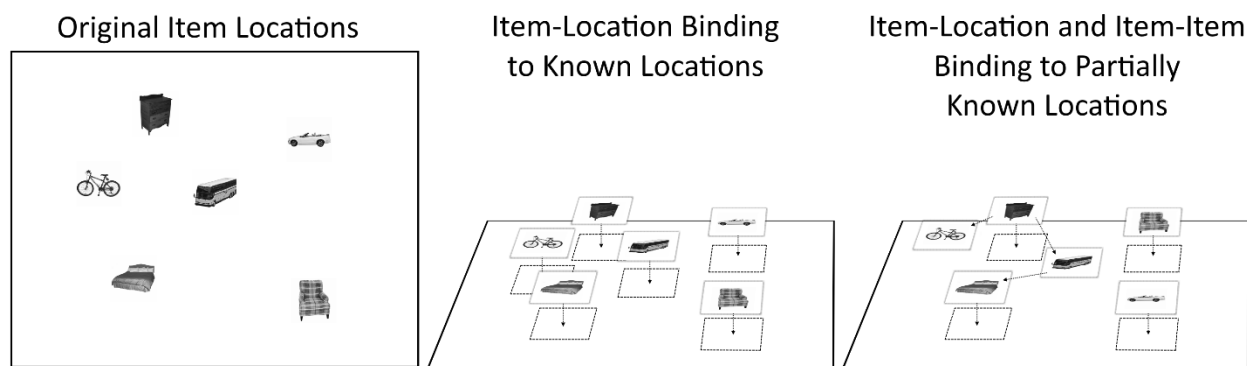 Original Item Locations
Item-Location Binding
to Known Locations
Item-Location and Item-Item
Binding to Partially
Known Locations